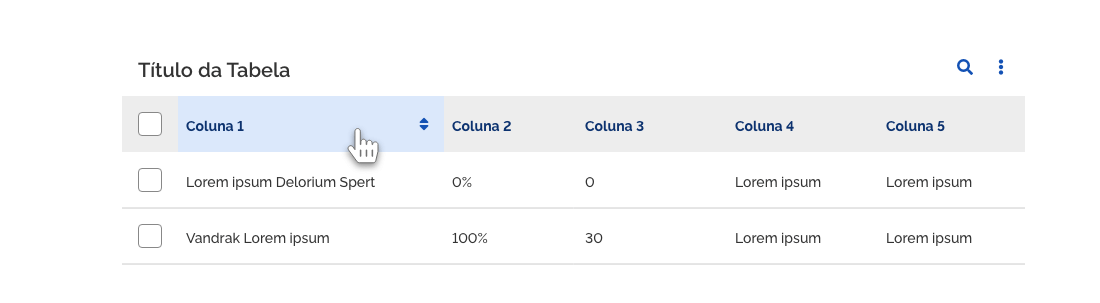 Título da Tabela
Coluna 1 Coluna 2 Coluna 3 Coluna 4 Coluna 5
Lorem ipsum Delorium Spert 0% 0 Lorem ipsum Lorem ipsum
Vandrak Lorem ipsum 100% 30 Lorem ipsum Lorem ipsum